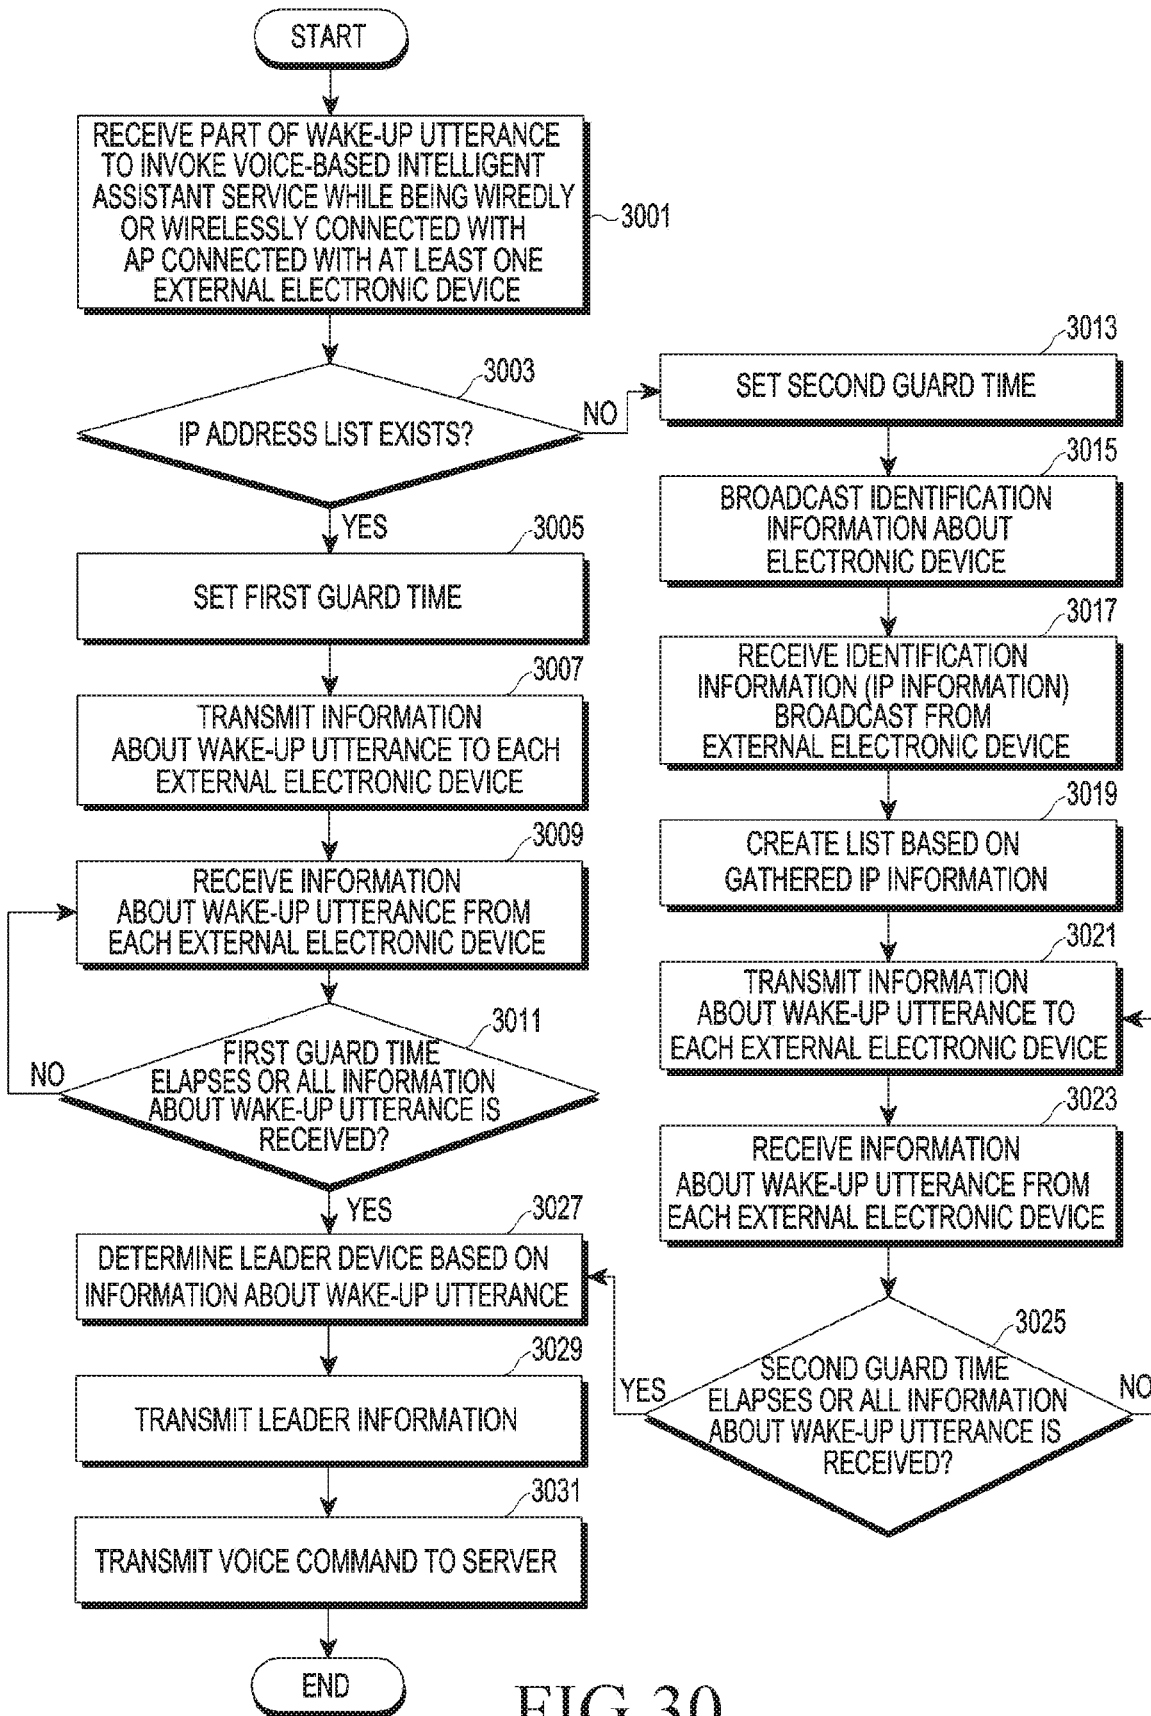 START
RECEIVE PART OF WAKE-UP UTTERANCE
TO INVOKE VOICE-BASED INTELLIGENT
ASSISTANT SERVICE WHILE BEING WIREDLY
OR WIRELESSLY CONNECTED WITH
AP CONNECTED WITH AT LEAST ONE
EXTERNAL ELECTRONIC DEVICE
3001
3003
IP ADDRESS LIST EXISTS?
NO
YES
3005
SET FIRST GUARD TIME
3007
TRANSMIT INFORMATION
ABOUT WAKE-UP UTTERANCE TO EACH
EXTERNAL ELECTRONIC DEVICE
3009
RECEIVE INFORMATION
ABOUT WAKE-UP UTTERANCE FROM
EACH EXTERNAL ELECTRONIC DEVICE
3011
FIRST GUARD TIME
ELAPSES OR ALL INFORMATION
ABOUT WAKE-UP UTTERANCE IS
RECEIVED?
NO
YES
3013
SET SECOND GUARD TIME
3015
BROADCAST IDENTIFICATION
INFORMATION ABOUT
ELECTRONIC DEVICE
3017
RECEIVE IDENTIFICATION
INFORMATION (IP INFORMATION)
BROADCAST FROM
EXTERNAL ELECTRONIC DEVICE
3019
CREATE LIST BASED ON
GATHERED IP INFORMATION
3021
TRANSMIT INFORMATION
ABOUT WAKE-UP UTTERANCE TO
EACH EXTERNAL ELECTRONIC DEVICE
3023
RECEIVE INFORMATION
ABOUT WAKE-UP UTTERANCE FROM
EACH EXTERNAL ELECTRONIC DEVICE
3025
SECOND GUARD TIME
ELAPSES OR ALL INFORMATION
ABOUT WAKE-UP UTTERANCE IS
RECEIVED?
YES
NO
3027
DETERMINE LEADER DEVICE BASED ON
INFORMATION ABOUT WAKE-UP UTTERANCE
3029
TRANSMIT LEADER INFORMATION
3031
TRANSMIT VOICE COMMAND TO SERVER
END
FIG.30